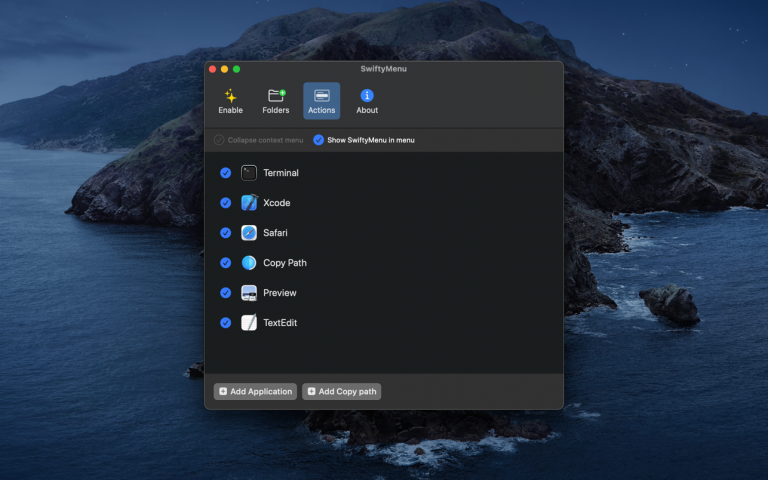 SwiftyMenu
Enable Folders Actions About
Collapse context menu Show SwiftyMenu in menu
Terminal
Xcode
Safari
Copy Path
Preview
TextEdit
Add Application Add Copy path